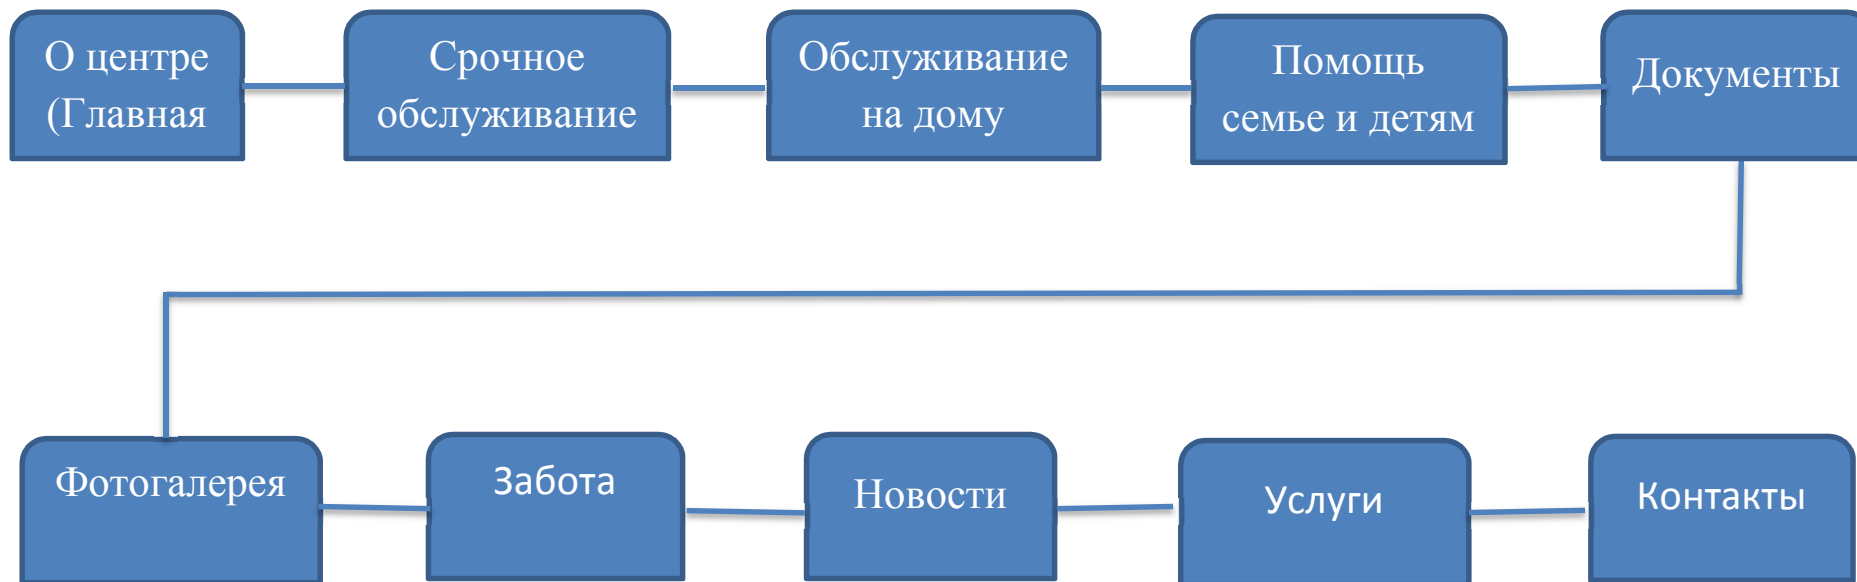 О центре
(Главная
Срочное
обслуживание
Обслуживание
на дому
Помощь
семье и детям
Документы
Фотогалерея
Забота
Новости
Услуги
Контакты